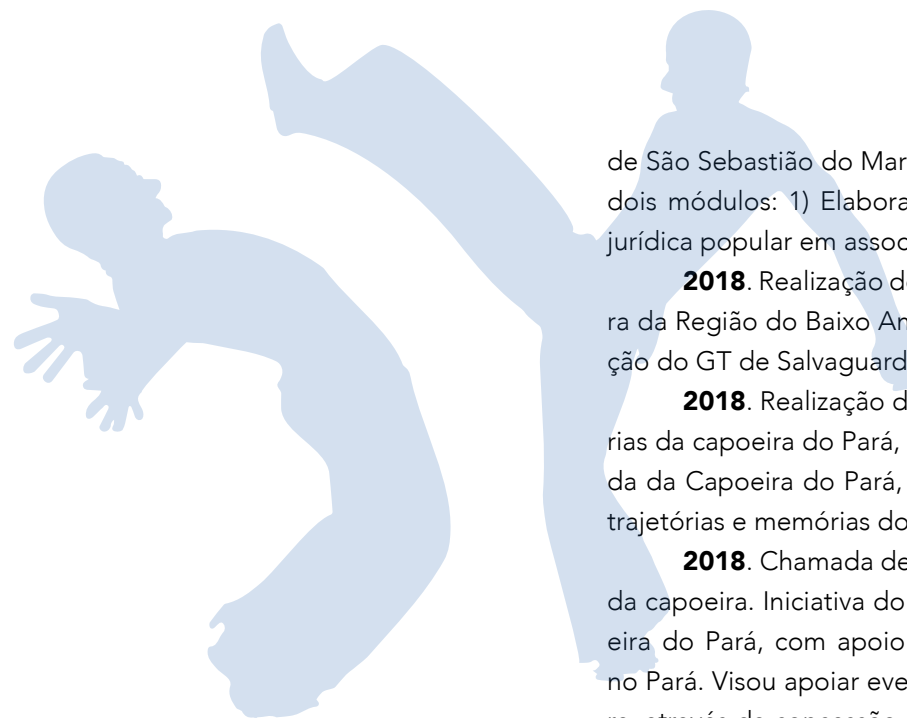 de São Sebastião do Mar
dois módulos: 1) Elabora
jurídica popular em assoc
2018. Realização d
ra da Região do Baixo Am
ção do GT de Salvaguard
2018. Realização d
rias da capoeira do Pará,
da da Capoeira do Pará,
trajetórias e memórias do
2018. Chamada de
da capoeira. Iniciativa do
eira do Pará, com apoio
no Pará. Visou apoiar eve